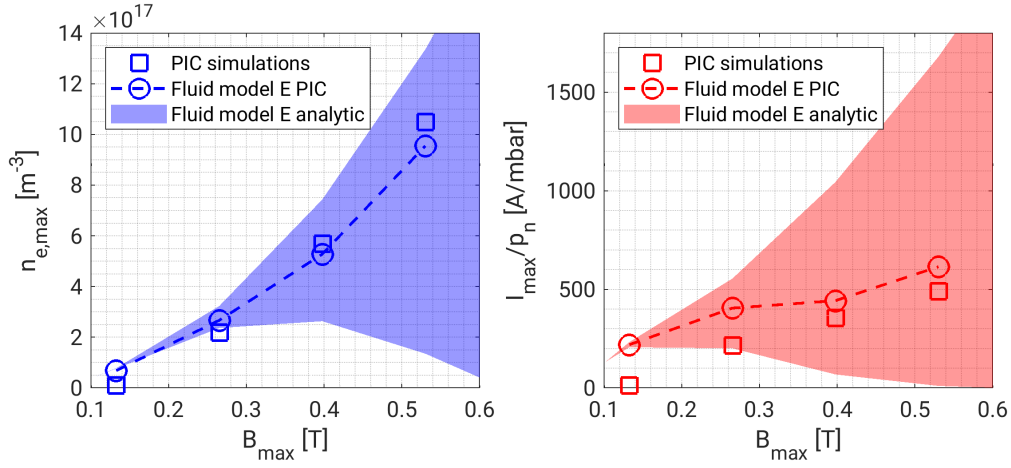 ×10^17
14
12
10
8
6
4
2
0
n_e,max [m^-3]
PIC simulations
Fluid model E PIC
Fluid model E analytic
0.1 0.2 0.3 0.4 0.5 0.6
B_max [T]
1500
1000
500
0
I_max/p_n [A/mbar]
PIC simulations
Fluid model E PIC
Fluid model E analytic
0.1 0.2 0.3 0.4 0.5 0.6
B_max [T]